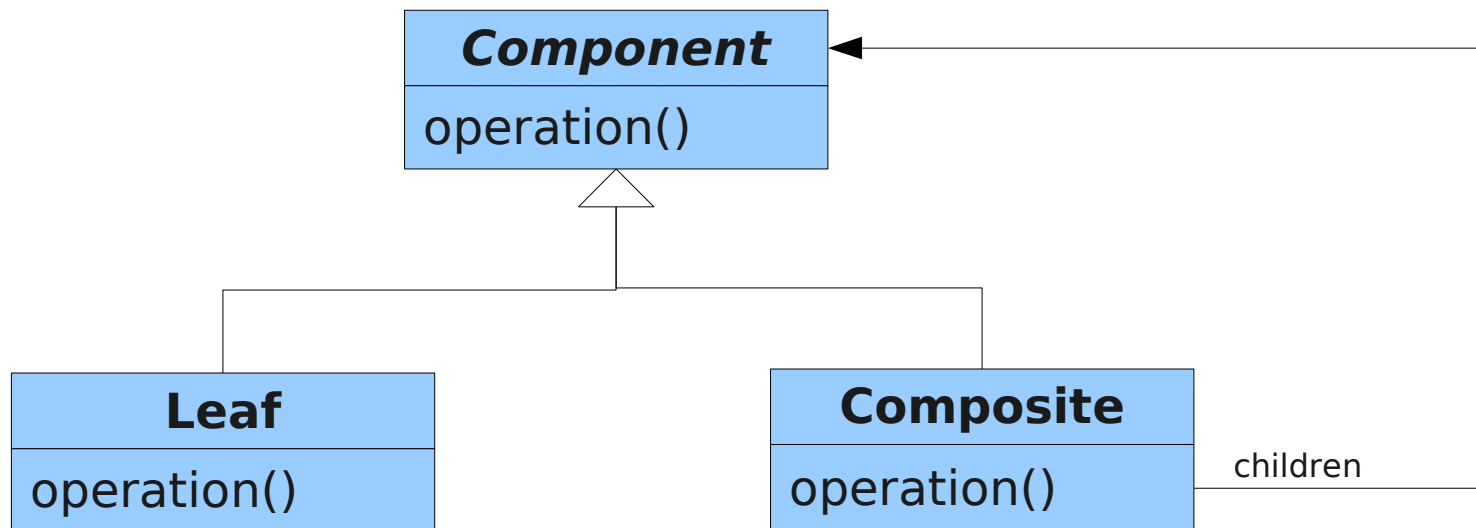 Component
operation()
Leaf
operation()
Composite
operation()
children